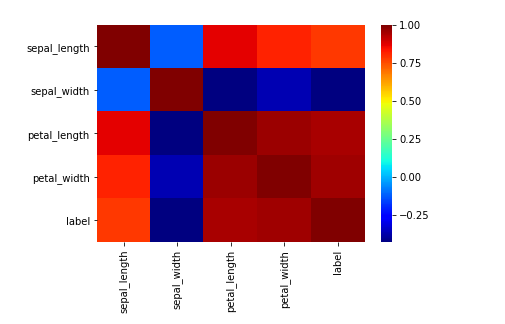 sepal_length
sepal_width
petal_length
petal_width
label
sepal_length
sepal_width
petal_length
petal_width
label
1.00
0.75
0.50
0.25
0.00
−0.25